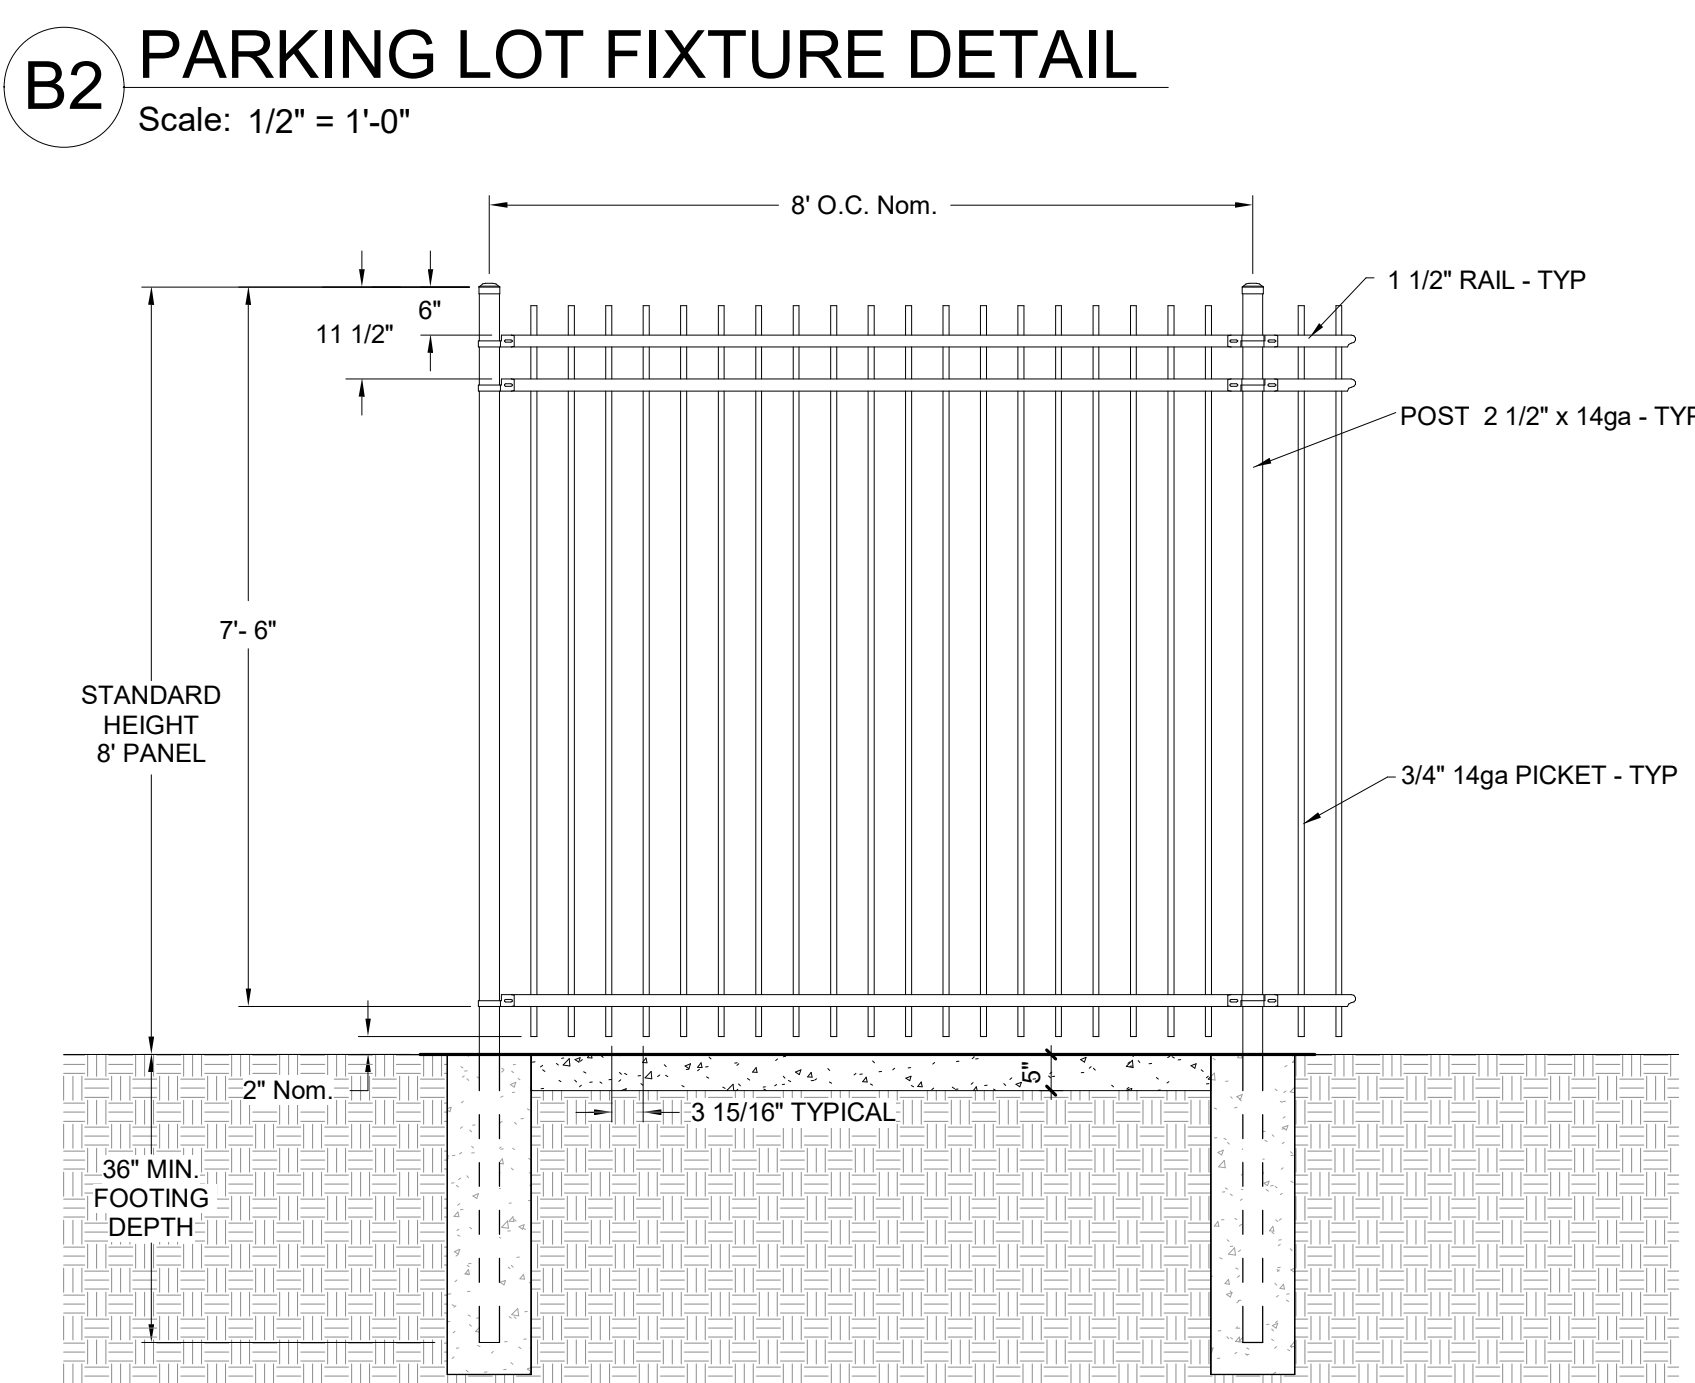 B2
PARKING LOT FIXTURE DETAIL
Scale: 1/2" = 1'-0"
8' O.C. Nom.
1 1/2" RAIL - TYP
6"
11 1/2"
POST 2 1/2" x 14ga - TYP
7'- 6"
STANDARD
HEIGHT
8' PANEL
3/4" 14ga PICKET - TYP
5"
2" Nom.
3 15/16" TYPICAL
36" MIN.
FOOTING
DEPTH